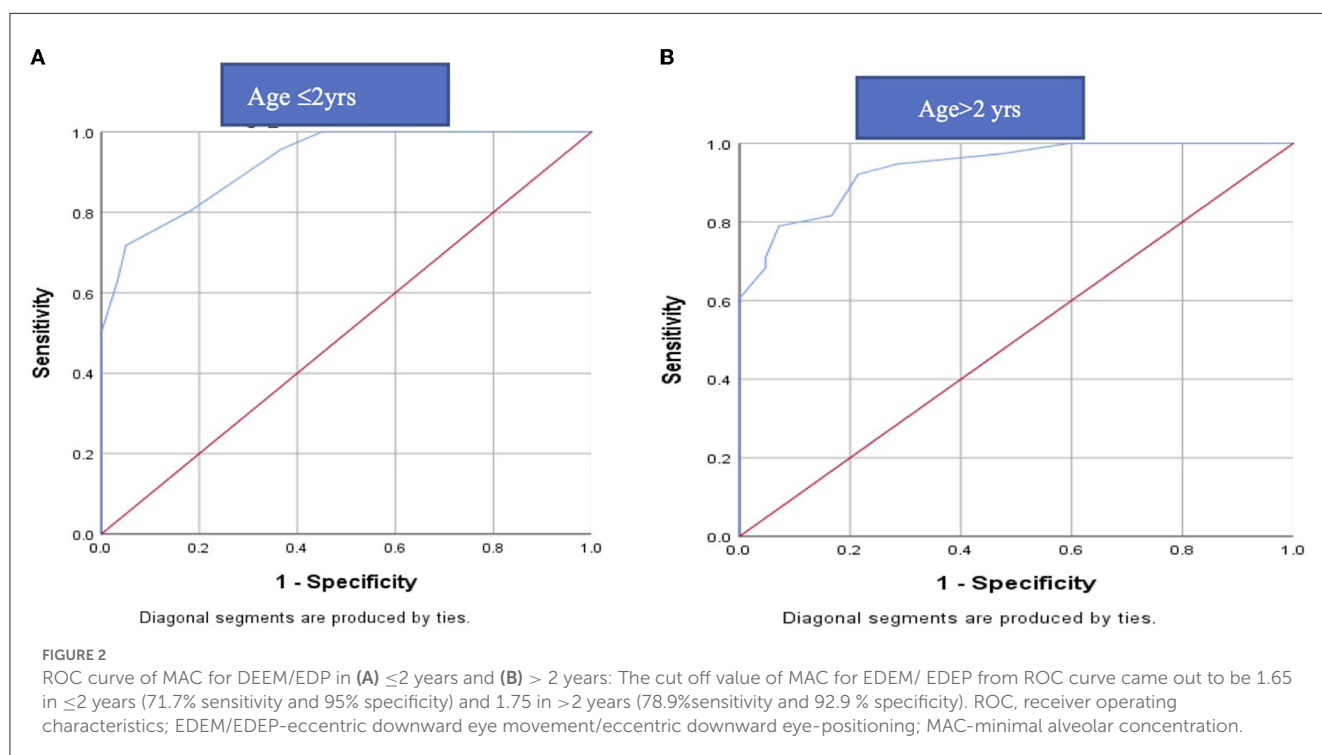 A
Age ≤2yrs
1.0
0.8
0.6
0.4
0.2
0.0
Sensitivity
0.0 0.2 0.4 0.6 0.8 1.0
1 - Specificity
Diagonal segments are produced by ties.
B
Age>2 yrs
1.0
0.8
0.6
0.4
0.2
0.0
Sensitivity
0.0 0.2 0.4 0.6 0.8 1.0
1 - Specificity
Diagonal segments are produced by ties.
FIGURE 2
ROC curve of MAC for DEEM/EDP in (A) ≤2 years and (B) > 2 years: The cut off value of MAC for EDEM/ EDEP from ROC curve came out to be 1.65
in ≤2 years (71.7% sensitivity and 95% specificity) and 1.75 in >2 years (78.9%sensitivity and 92.9 % specificity). ROC, receiver operating
characteristics; EDEM/EDEP-eccentric downward eye movement/eccentric downward eye-positioning; MAC-minimal alveolar concentration.